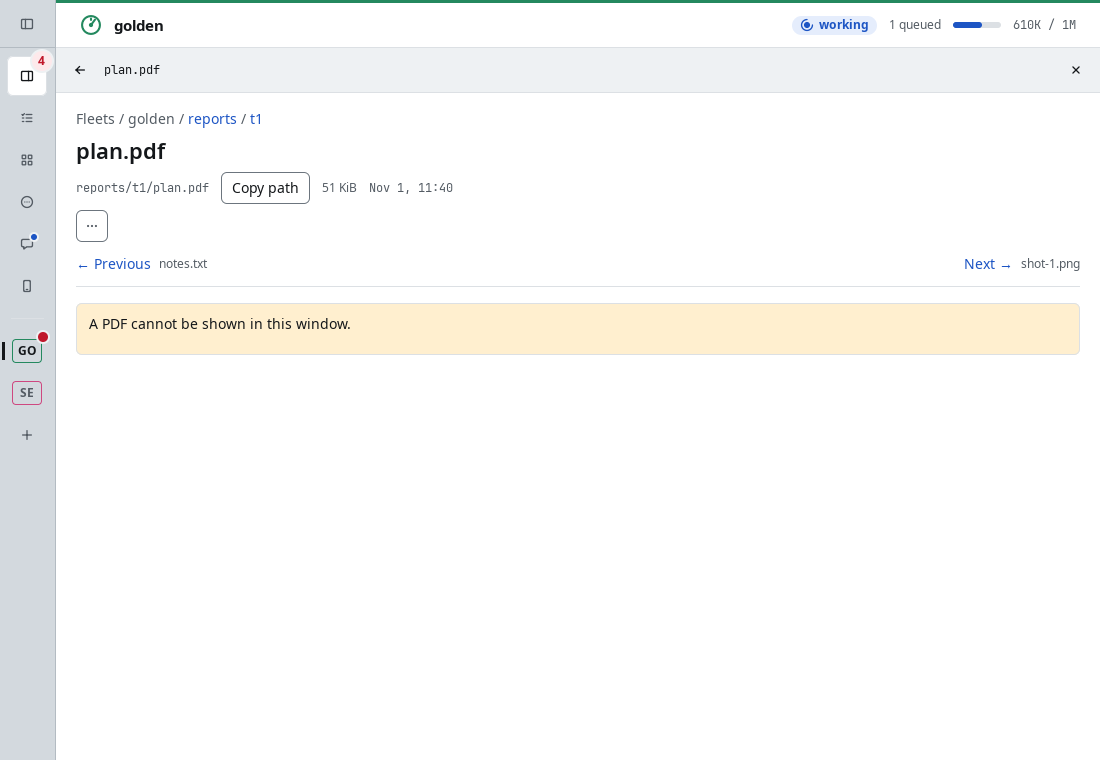 golden
working
1 queued
610K / 1M
4
plan.pdf
Fleets / golden / reports / t1
plan.pdf
reports/t1/plan.pdf
Copy path
51 KiB
Nov 1, 11:40
...
← Previous notes.txt
Next → shot-1.png
A PDF cannot be shown in this window.
GO
SE